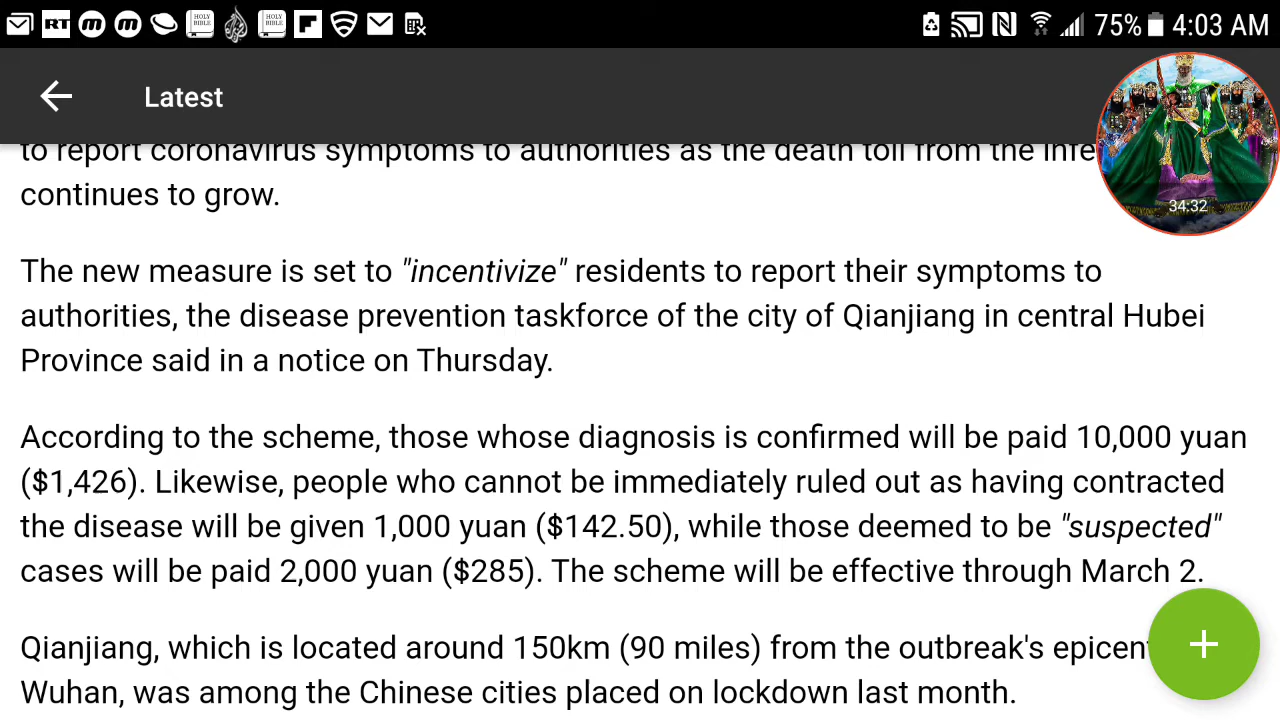 RT
HOLY BIBLE
HOLY BIBLE
75%
4:03 AM
Latest
to report coronavirus symptoms to authorities as the death toll from the infe
continues to grow.
34:32
The new measure is set to "incentivize" residents to report their symptoms to
authorities, the disease prevention taskforce of the city of Qianjiang in central Hubei
Province said in a notice on Thursday.
According to the scheme, those whose diagnosis is confirmed will be paid 10,000 yuan
($1,426). Likewise, people who cannot be immediately ruled out as having contracted
the disease will be given 1,000 yuan ($142.50), while those deemed to be "suspected"
cases will be paid 2,000 yuan ($285). The scheme will be effective through March 2.
Qianjiang, which is located around 150km (90 miles) from the outbreak's epicent
Wuhan, was among the Chinese cities placed on lockdown last month.